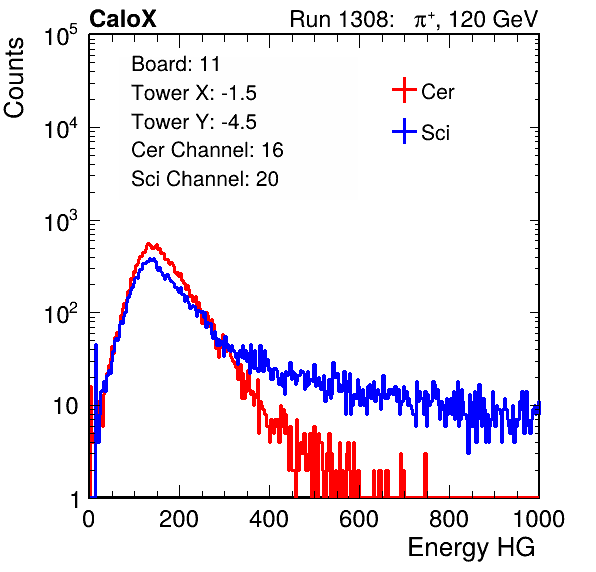 CaloX Run 1308: π⁺, 120 GeV
Counts
Board: 11
Tower X: -1.5
Tower Y: -4.5
Cer Channel: 16
Sci Channel: 20
Cer
Sci
10⁵
10⁴
10³
10²
10
1
0 200 400 600 800 1000
Energy HG